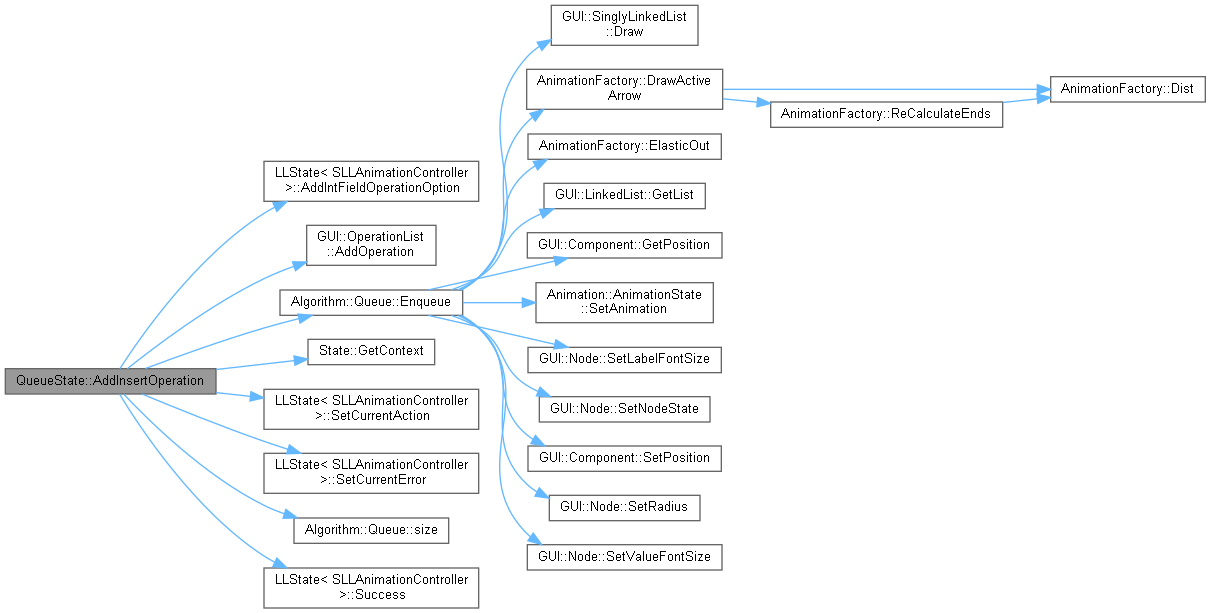 QueueState::AddInsertOperation
LLState< SLLAnimationController
>::AddIntFieldOperationOption
GUI::OperationList
::AddOperation
Algorithm::Queue::Enqueue
State::GetContext
LLState< SLLAnimationController
>::SetCurrentAction
LLState< SLLAnimationController
>::SetCurrentError
Algorithm::Queue::size
LLState< SLLAnimationController
>::Success
GUI::SinglyLinkedList
::Draw
AnimationFactory::DrawActive
Arrow
AnimationFactory::ElasticOut
GUI::LinkedList::GetList
GUI::Component::GetPosition
Animation::AnimationState
::SetAnimation
GUI::Node::SetLabelFontSize
GUI::Node::SetNodeState
GUI::Component::SetPosition
GUI::Node::SetRadius
GUI::Node::SetValueFontSize
AnimationFactory::ReCalculateEnds
AnimationFactory::Dist